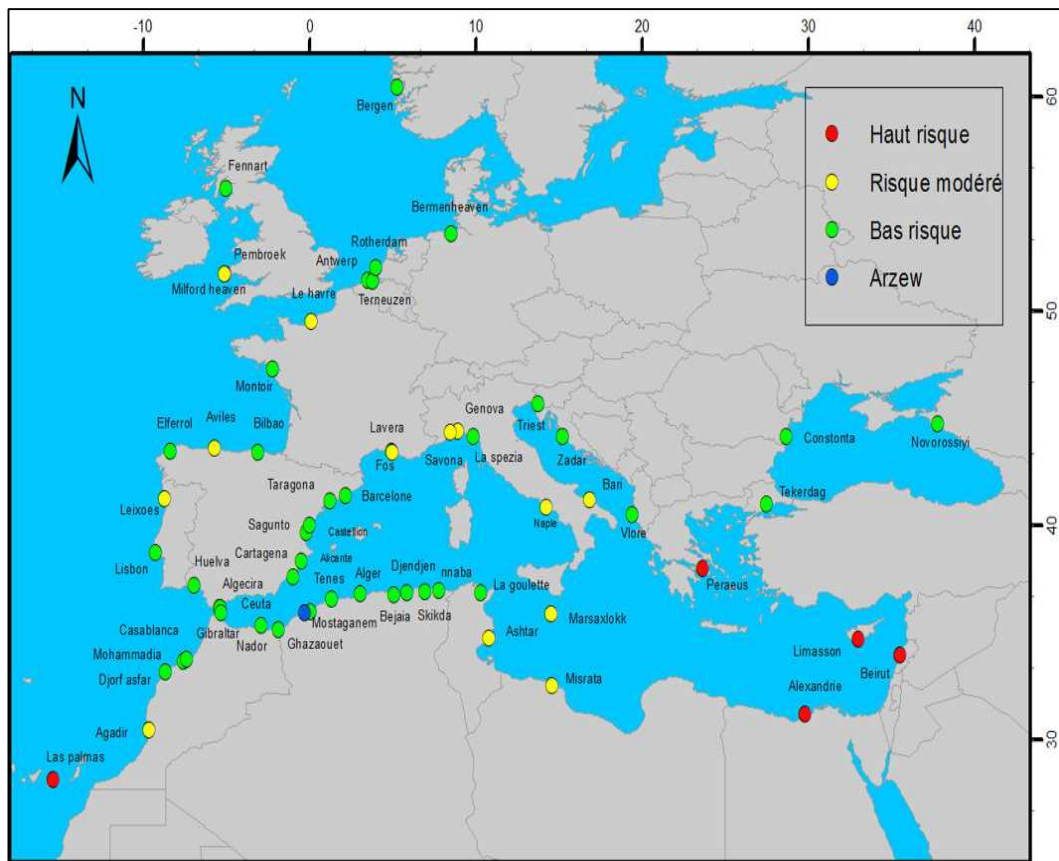 -10 0 10 20 30 40
N
60
50
40
30
Haut risque
Risque modéré
Bas risque
Arzew
Bergen
Fennart
Bermenheaven
Rotherdam
Pembroek
Antwerp
Milford heaven
Le havre
Terneuzen
Montoir
Elferrol
Aviles
Bilbao
Lavera
Genova
Triest
Constonta
Novorossiyi
Fos
Savona
La spezia
Zadar
Taragona
Barcelone
Ban
Tekerdag
Leixoes
Sagunto
Castellion
Naple
Vlore
Lisbon
Huelva
Cartagena
Alicante
Algecira
Tenes
Alger
Djendjen
nnaba
La goulette
Peraeus
Ceuta
Casablanca
Gibraltar
Mostaganem
Bejaia
Skikda
Marsaxlokk
Nador
Ghazaouet
Ashtar
Mohammadia
Limasson
Djorf asfar
Misrata
Beirut
Alexandrie
Agadir
Las palmas